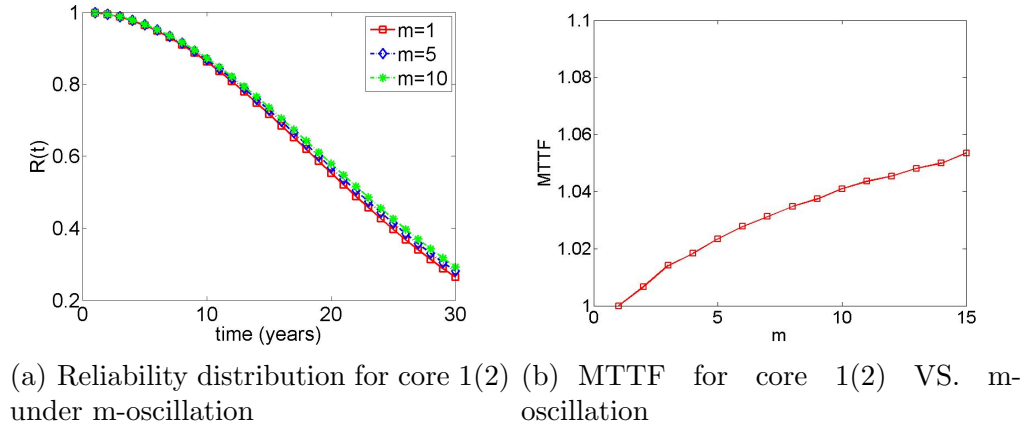 1
0.8
0.6
0.4
0.2
0
10
20
30
R(t)
time (years)
m=1
m=5
m=10
1.1
1.08
1.06
1.04
1.02
1
0
5
10
15
MTTF
m
(a) Reliability distribution for core 1(2)
under m-oscillation
(b) MTTF for core 1(2) VS. m-
oscillation